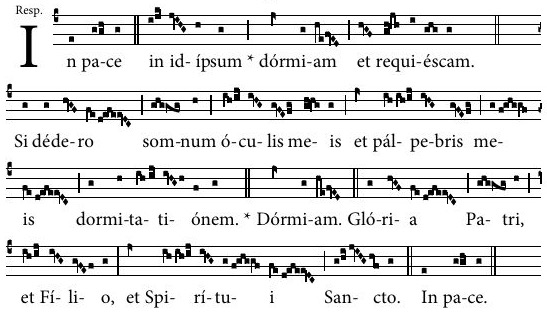 Resp.
In pa-ce in id-ípsum * dórmi-am et requi-éscam.
Si déde-ro som-num ó-cu-lis me-is et pál-pe-bris me-
is dormi-ta-ti-ónem. * Dórmi-am. Gló-ri-a Pa-tri,
et Fí-li-o, et Spi-rí-tu-i San-cto. In pa-ce.